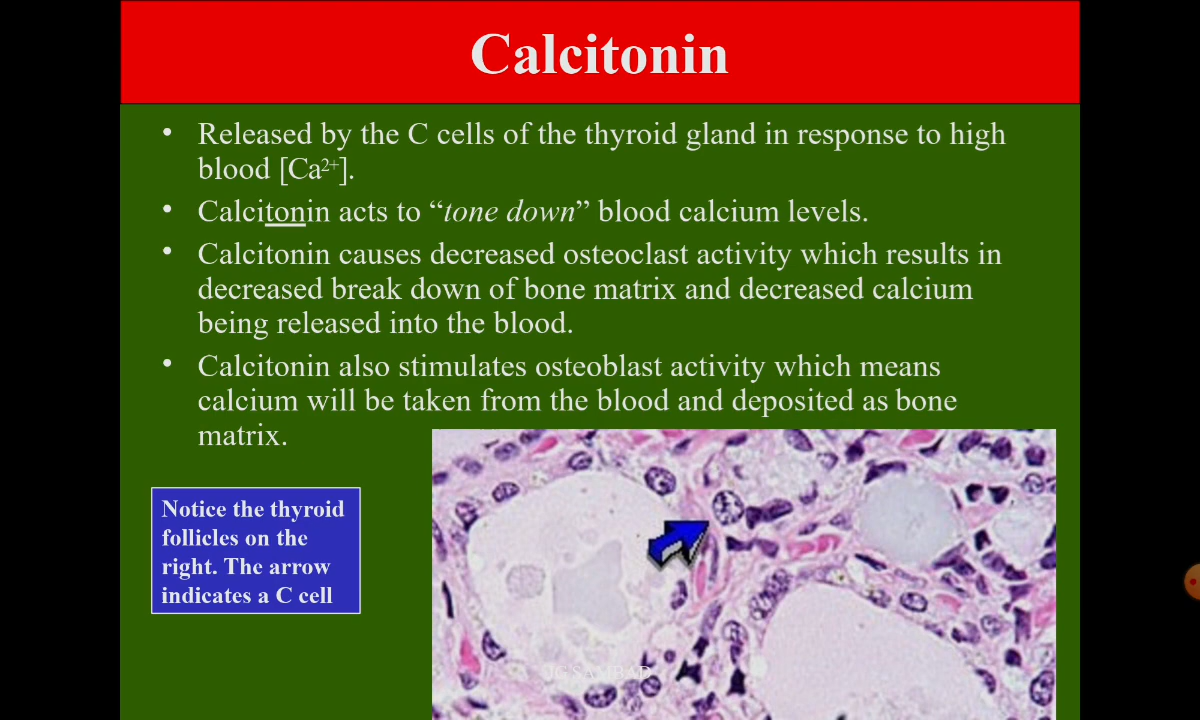 Calcitonin
• Released by the C cells of the thyroid gland in response to high
blood [Ca²⁺].
• Calcitonin acts to “tone down” blood calcium levels.
• Calcitonin causes decreased osteoclast activity which results in
decreased break down of bone matrix and decreased calcium
being released into the blood.
• Calcitonin also stimulates osteoblast activity which means
calcium will be taken from the blood and deposited as bone
matrix.
Notice the thyroid
follicles on the
right. The arrow
indicates a C cell
JG SAMBAD